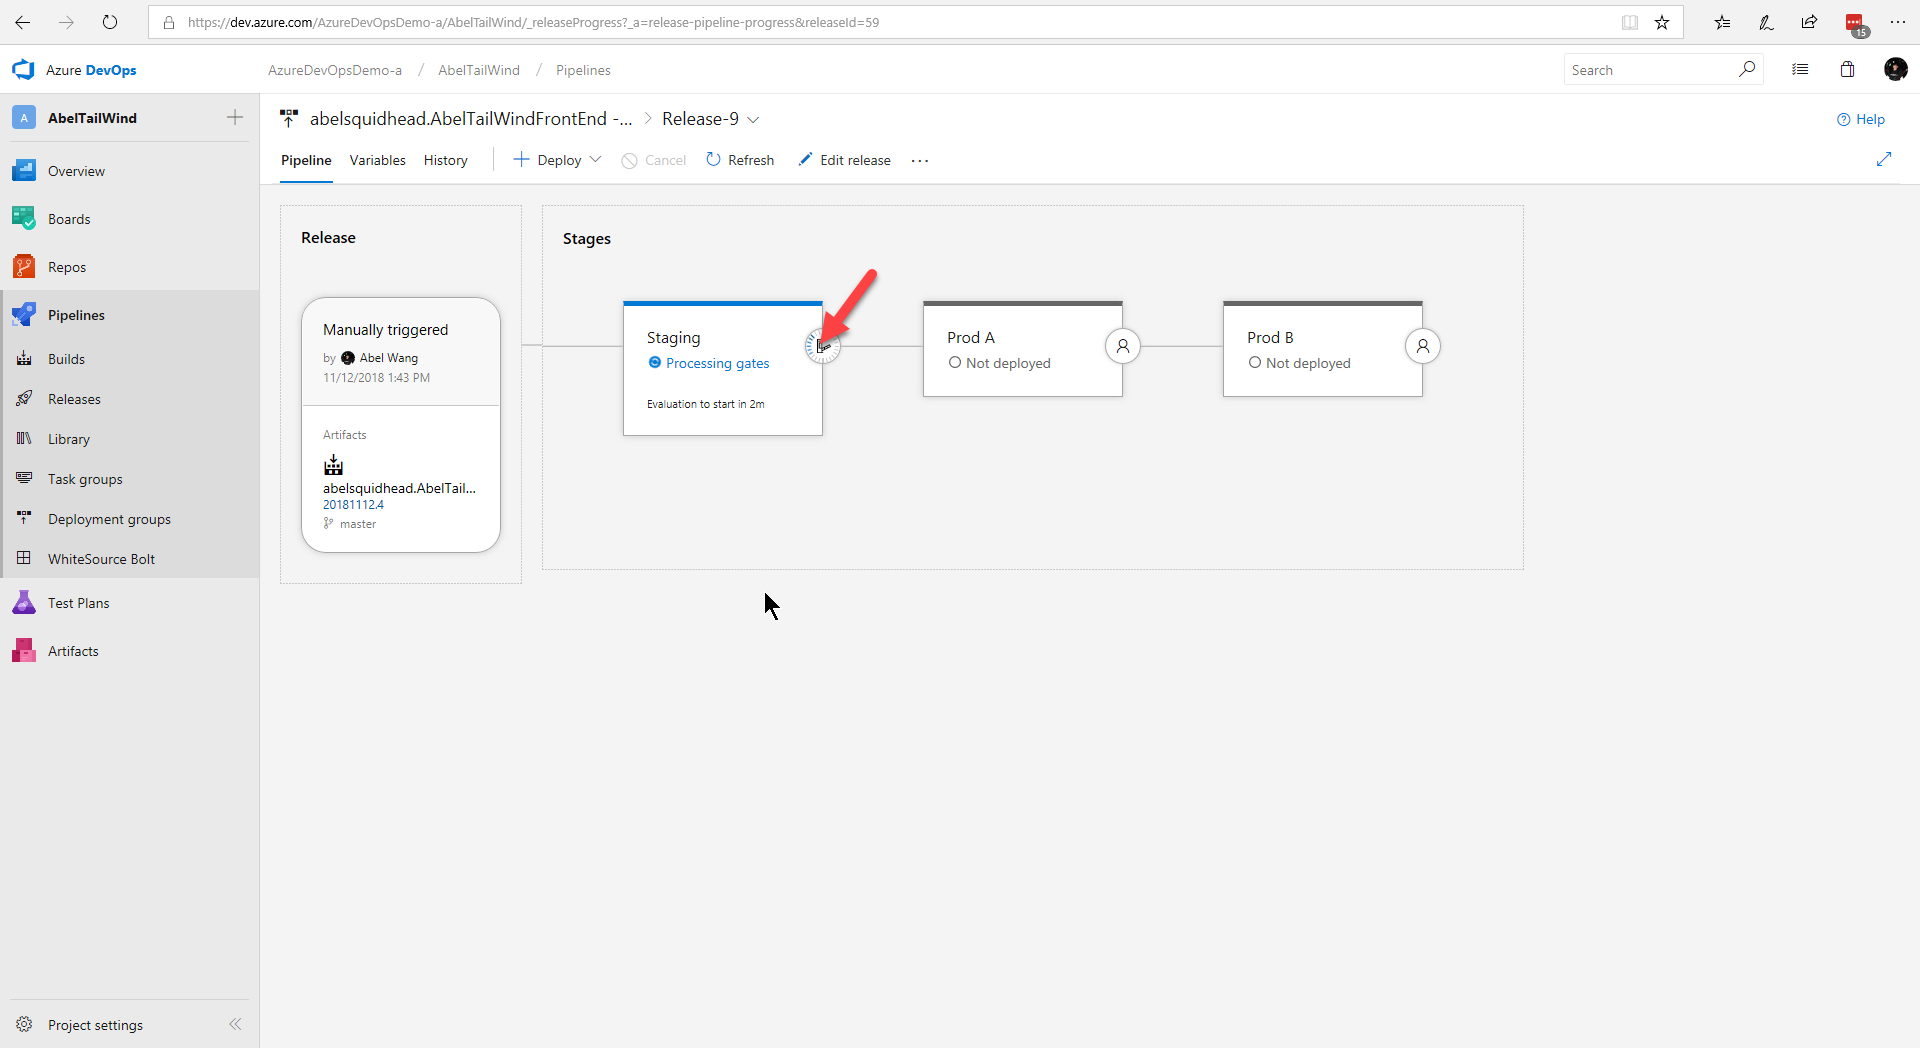 https://dev.azure.com/AzureDevOpsDemo-a/AbelTailWind/_releaseProgress?_a=release-pipeline-progress&releaseId=59
15
Azure DevOps
AzureDevOpsDemo-a / AbelTailWind / Pipelines
Search
A AbelTailWind
abelsquidhead.AbelTailWindFrontEnd -... > Release-9
Help
Pipeline Variables History Deploy Cancel Refresh Edit release ...
Overview
Boards
Repos
Pipelines
Builds
Releases
Library
Task groups
Deployment groups
WhiteSource Bolt
Test Plans
Artifacts
Project settings
Release
Manually triggered
by Abel Wang
11/12/2018 1:43 PM
Artifacts
abelsquidhead.AbelTail...
20181112.4
master
Stages
Staging
Processing gates
Evaluation to start in 2m
Prod A
Not deployed
Prod B
Not deployed